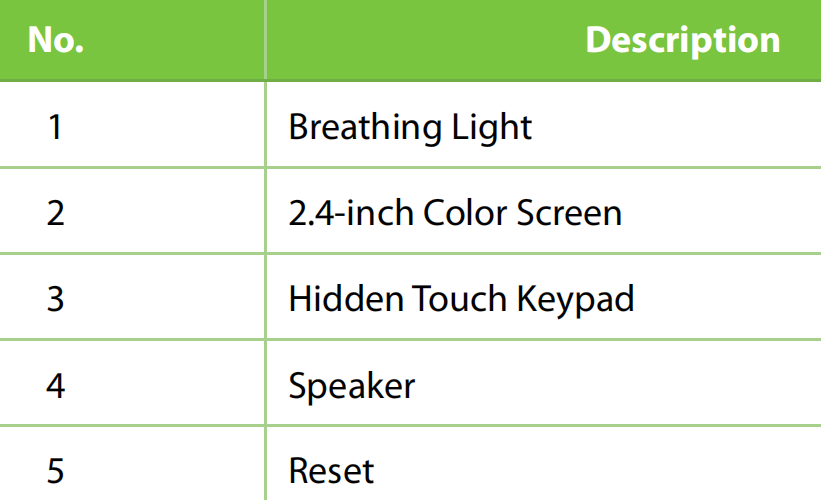 No. Description
1 Breathing Light
2 2.4-inch Color Screen
3 Hidden Touch Keypad
4 Speaker
5 Reset